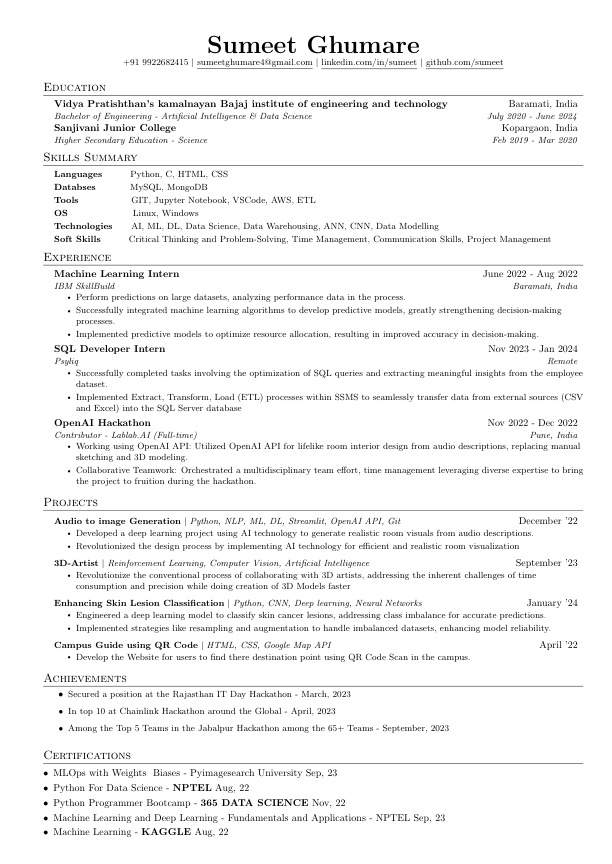 Sumeet Ghumare
+91 9922682415 | sumeetghumare4@gmail.com | linkedin.com/in/sumeet | github.com/sumeet
Education
Vidya Pratishthan's kamalnayan Bajaj institute of engineering and technology Baramati, India
Bachelor of Engineering - Artificial Intelligence & Data Science July 2020 - June 2024
Sanjivani Junior College Kopargaon, India
Higher Secondary Education - Science Feb 2019 - Mar 2020
Skills Summary
Languages Python, C, HTML, CSS
Databses MySQL, MongoDB
Tools GIT, Jupyter Notebook, VSCode, AWS, ETL
OS Linux, Windows
Technologies AI, ML, DL, Data Science, Data Warehousing, ANN, CNN, Data Modelling
Soft Skills Critical Thinking and Problem-Solving, Time Management, Communication Skills, Project Management
Experience
Machine Learning Intern June 2022 - Aug 2022
IBM SkillBuild Baramati, India
• Perform predictions on large datasets, analyzing performance data in the process.
• Successfully integrated machine learning algorithms to develop predictive models, greatly strengthening decision-making
processes.
• Implemented predictive models to optimize resource allocation, resulting in improved accuracy in decision-making.
SQL Developer Intern Nov 2023 - Jan 2024
Psyliq Remote
• Successfully completed tasks involving the optimization of SQL queries and extracting meaningful insights from the employee
dataset.
• Implemented Extract, Transform, Load (ETL) processes within SSMS to seamlessly transfer data from external sources (CSV
and Excel) into the SQL Server database
OpenAI Hackathon Nov 2022 - Dec 2022
Contributor - Lablab.AI (Full-time) Pune, India
• Working using OpenAI API: Utilized OpenAI API for lifelike room interior design from audio descriptions, replacing manual
sketching and 3D modeling.
• Collaborative Teamwork: Orchestrated a multidisciplinary team effort, time management leveraging diverse expertise to bring
the project to fruition during the hackathon.
Projects
Audio to image Generation | Python, NLP, ML, DL, Streamlit, OpenAI API, Git December '22
• Developed a deep learning project using AI technology to generate realistic room visuals from audio descriptions.
• Revolutionized the design process by implementing AI technology for efficient and realistic room visualization
3D-Artist | Reinforcement Learning, Computer Vision, Artificial Intelligence September '23
• Revolutionize the conventional process of collaborating with 3D artists, addressing the inherent challenges of time
consumption and precision while doing creation of 3D Models faster
Enhancing Skin Lesion Classification | Python, CNN, Deep learning, Neural Networks January '24
• Engineered a deep learning model to classify skin cancer lesions, addressing class imbalance for accurate predictions.
• Implemented strategies like resampling and augmentation to handle imbalanced datasets, enhancing model reliability.
Campus Guide using QR Code | HTML, CSS, Google Map API April '22
• Develop the Website for users to find there destination point using QR Code Scan in the campus.
Achievements
• Secured a position at the Rajasthan IT Day Hackathon - March, 2023
• In top 10 at Chainlink Hackathon around the Global - April, 2023
• Among the Top 5 Teams in the Jabalpur Hackathon among the 65+ Teams - September, 2023
Certifications
• MLOps with Weights Biases - Pyimagesearch University Sep, 23
• Python For Data Science - NPTEL Aug, 22
• Python Programmer Bootcamp - 365 DATA SCIENCE Nov, 22
• Machine Learning and Deep Learning - Fundamentals and Applications - NPTEL Sep, 23
• Machine Learning - KAGGLE Aug, 22